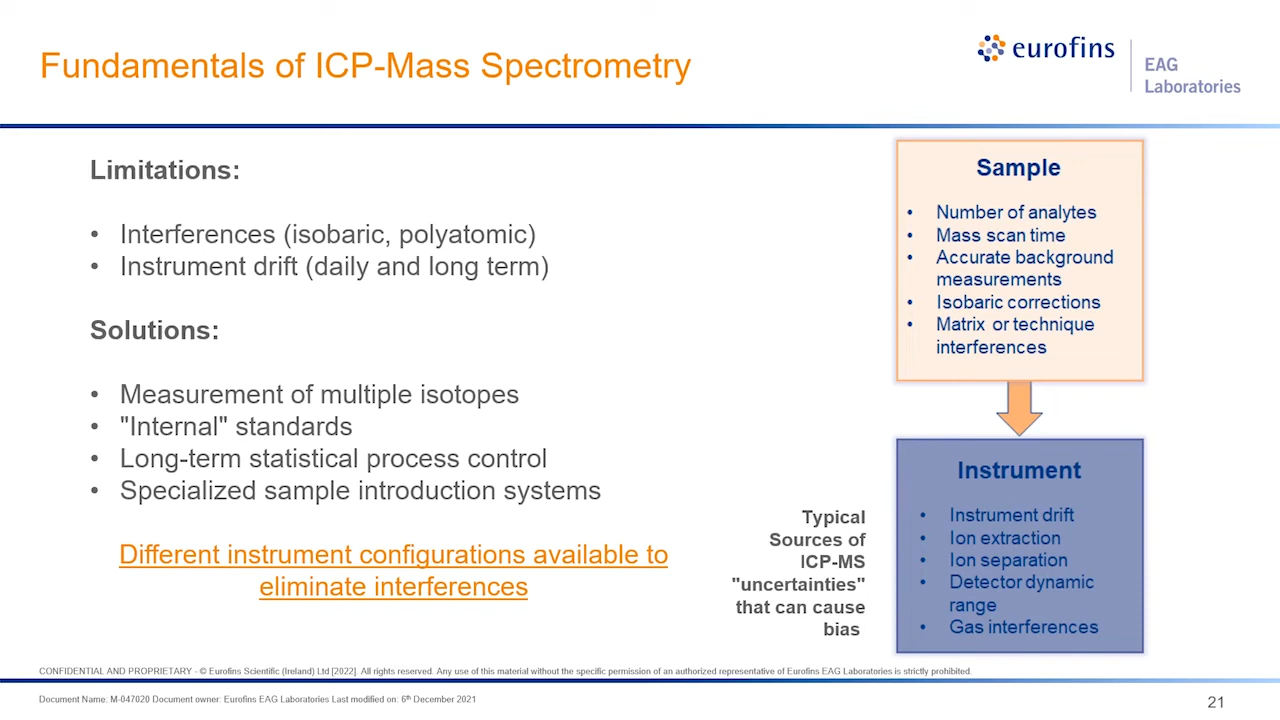 Fundamentals of ICP-Mass Spectrometry
eurofins
EAG
Laboratories
Limitations:
• Interferences (isobaric, polyatomic)
• Instrument drift (daily and long term)
Solutions:
• Measurement of multiple isotopes
• "Internal" standards
• Long-term statistical process control
• Specialized sample introduction systems
Different instrument configurations available to
eliminate interferences
Sample
• Number of analytes
• Mass scan time
• Accurate background
measurements
• Isobaric corrections
• Matrix or technique
interferences
Typical
Sources of
ICP-MS
"uncertainties"
that can cause
bias
Instrument
• Instrument drift
• Ion extraction
• Ion separation
• Detector dynamic
range
• Gas interferences
CONFIDENTIAL AND PROPRIETARY - © Eurofins Scientific (Ireland) Ltd [2022]. All rights reserved. Any use of this material without the specific permission of an authorized representative of Eurofins EAG Laboratories is strictly prohibited.
Document Name: M-047020 Document owner: Eurofins EAG Laboratories Last modified on: 6th December 2021
21